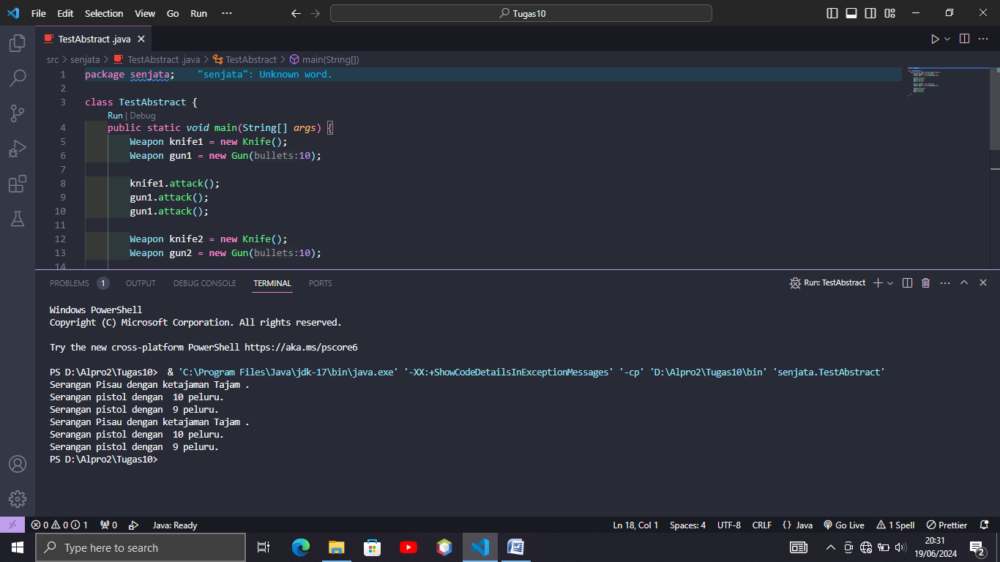 File Edit Selection View Go Run ··· Tugas10
TestAbstract .java
src > senjata > TestAbstract .java > TestAbstract > main(String[])
1 package senjata; "senjata": Unknown word.
2
3 class TestAbstract {
Run | Debug
4 public static void main(String[] args) {
5 Weapon knife1 = new Knife();
6 Weapon gun1 = new Gun(bullets:10);
7
8 knife1.attack();
9 gun1.attack();
10 gun1.attack();
11
12 Weapon knife2 = new Knife();
13 Weapon gun2 = new Gun(bullets:10);
14
PROBLEMS 1 OUTPUT DEBUG CONSOLE TERMINAL PORTS Run: TestAbstract
Windows PowerShell
Copyright (C) Microsoft Corporation. All rights reserved.
Try the new cross-platform PowerShell https://aka.ms/pscore6
PS D:\Alpro2\Tugas10>  & 'C:\Program Files\Java\jdk-17\bin\java.exe' '-XX:+ShowCodeDetailsInExceptionMessages' '-cp' 'D:\Alpro2\Tugas10\bin' 'senjata.TestAbstract'
Serangan Pisau dengan ketajaman Tajam .
Serangan pistol dengan  10 peluru.
Serangan pistol dengan  9 peluru.
Serangan Pisau dengan ketajaman Tajam .
Serangan pistol dengan  10 peluru.
Serangan pistol dengan  9 peluru.
PS D:\Alpro2\Tugas10>
0 0 1 0 Java: Ready Ln 18, Col 1 Spaces: 4 UTF-8 CRLF {} Java Go Live 1 Spell Prettier
Type here to search
20:31
19/06/2024
2